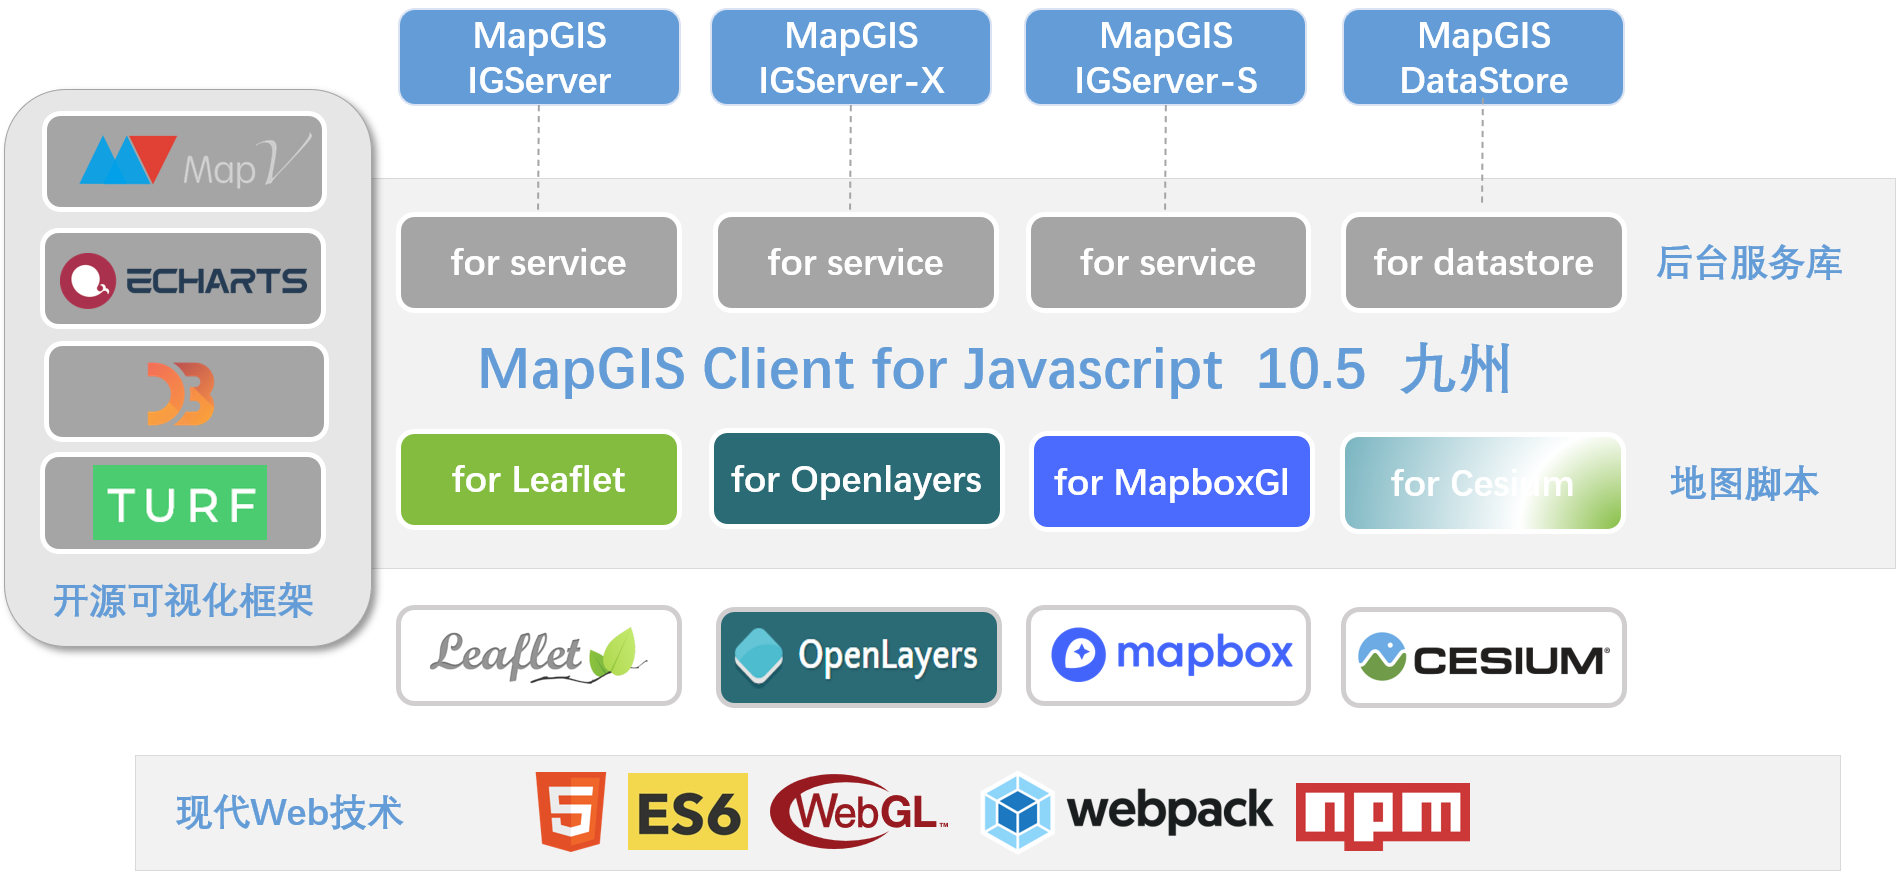 MapGIS
IGServer
MapGIS
IGServer-X
MapGIS
IGServer-S
MapGIS
DataStore
MapV
ECHARTS
D3
TURF
开源可视化框架
for service
for service
for service
for datastore
后台服务库
MapGIS Client for Javascript 10.5 九州
for Leaflet
for Openlayers
for MapboxGl
for Cesium
地图脚本
Leaflet
OpenLayers
mapbox
CESIUM®
现代Web技术
5
ES6
WebGL™
webpack
npm